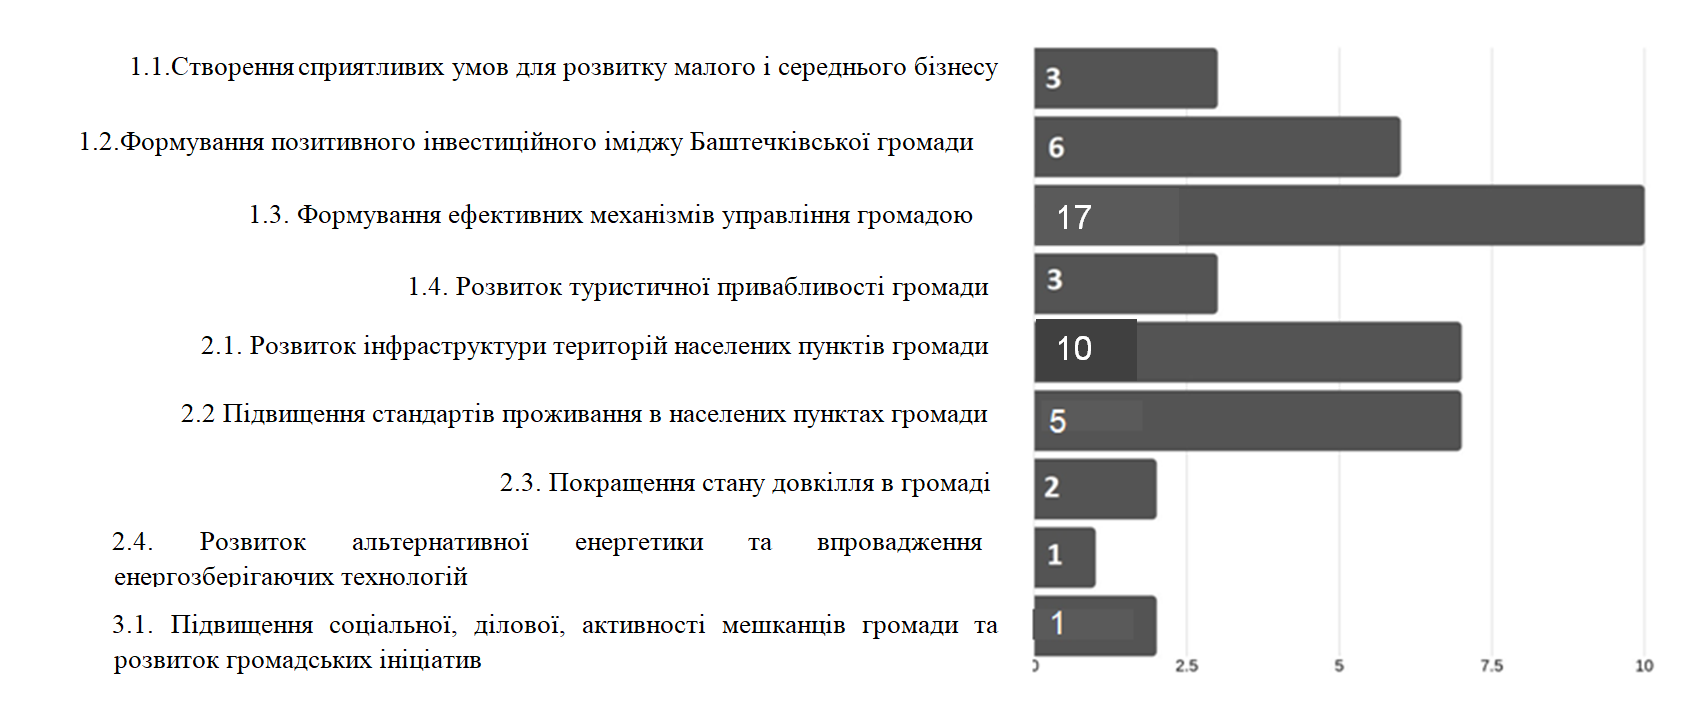 1.1.Створення сприятливих умов для розвитку малого і середнього бізнесу
3
1.2.Формування позитивного інвестиційного іміджу Баштечківської громади
6
1.3. Формування ефективних механізмів управління громадою
17
1.4. Розвиток туристичної привабливості громади
3
2.1. Розвиток інфраструктури територій населених пунктів громади
10
2.2 Підвищення стандартів проживання в населених пунктах громади
5
2.3. Покращення стану довкілля в громаді
2
2.4. Розвиток альтернативної енергетики та впровадження
енергозберігаючих технологій
1
3.1. Підвищення соціальної, ділової, активності мешканців громади та
розвиток громадських ініціатив
1
0 2.5 5 7.5 10